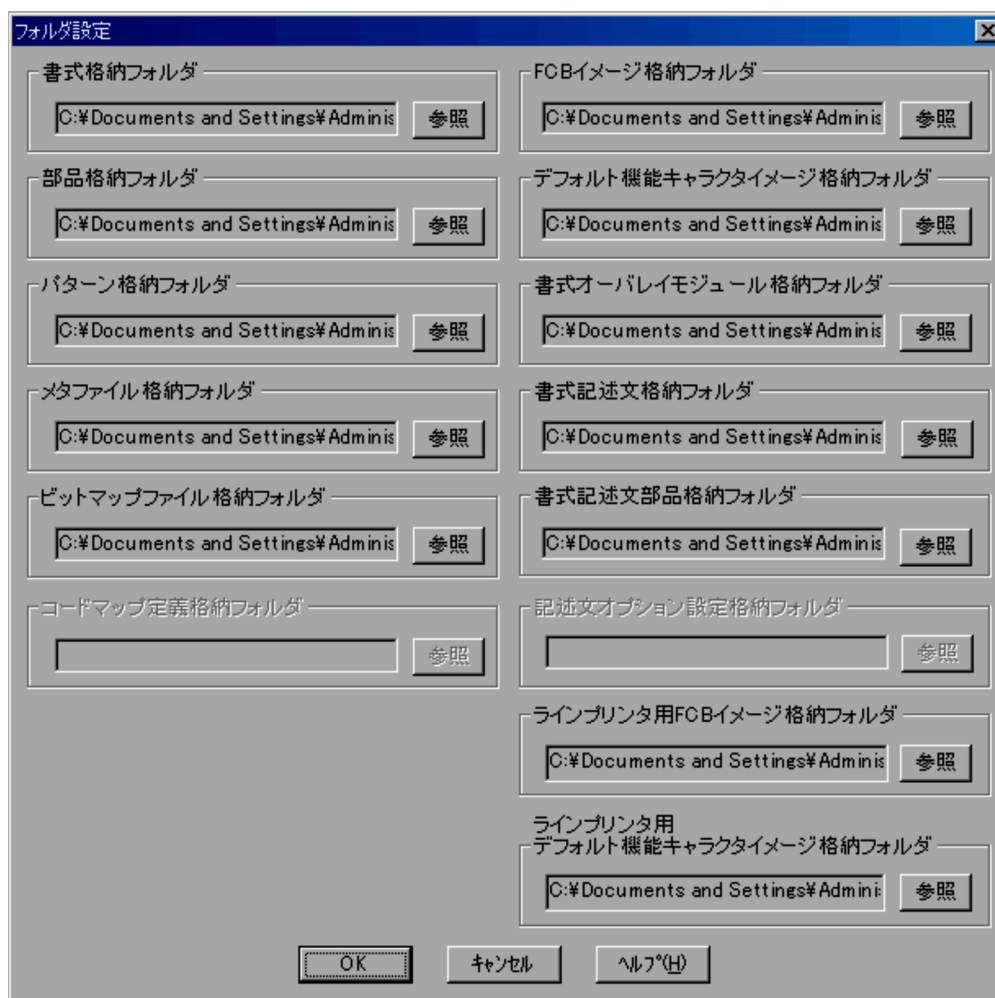 フォルダ設定
書式格納フォルダ
C:¥Documents and Settings¥Adminis
参照
部品格納フォルダ
C:¥Documents and Settings¥Adminis
参照
パターン格納フォルダ
C:¥Documents and Settings¥Adminis
参照
メタファイル格納フォルダ
C:¥Documents and Settings¥Adminis
参照
ビットマップファイル格納フォルダ
C:¥Documents and Settings¥Adminis
参照
コードマップ定義格納フォルダ
参照
FCBイメージ格納フォルダ
C:¥Documents and Settings¥Adminis
参照
デフォルト機能キャラクタイメージ格納フォルダ
C:¥Documents and Settings¥Adminis
参照
書式オーバレイモジュール格納フォルダ
C:¥Documents and Settings¥Adminis
参照
書式記述文格納フォルダ
C:¥Documents and Settings¥Adminis
参照
書式記述文部品格納フォルダ
C:¥Documents and Settings¥Adminis
参照
記述文オプション設定格納フォルダ
参照
ラインプリンタ用FCBイメージ格納フォルダ
C:¥Documents and Settings¥Adminis
参照
ラインプリンタ用
デフォルト機能キャラクタイメージ格納フォルダ
C:¥Documents and Settings¥Admini
参照
OK
キャンセル
ヘルプ(H)